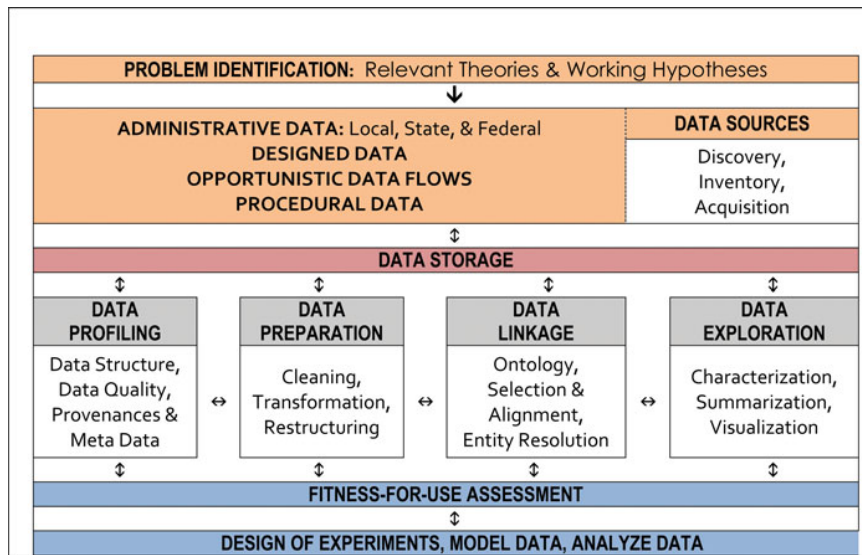 PROBLEM IDENTIFICATION: Relevant Theories & Working Hypotheses
ADMINISTRATIVE DATA: Local, State, & Federal
DESIGNED DATA
OPPORTUNISTIC DATA FLOWS
PROCEDURAL DATA
DATA SOURCES
Discovery,
Inventory,
Acquisition
DATA STORAGE
DATA
PROFILING
Data Structure,
Data Quality,
Provenances &
Meta Data
DATA
PREPARATION
Cleaning,
Transformation,
Restructuring
DATA
LINKAGE
Ontology,
Selection &
Alignment,
Entity Resolution
DATA
EXPLORATION
Characterization,
Summarization,
Visualization
FITNESS-FOR-USE ASSESSMENT
DESIGN OF EXPERIMENTS, MODEL DATA, ANALYZE DATA